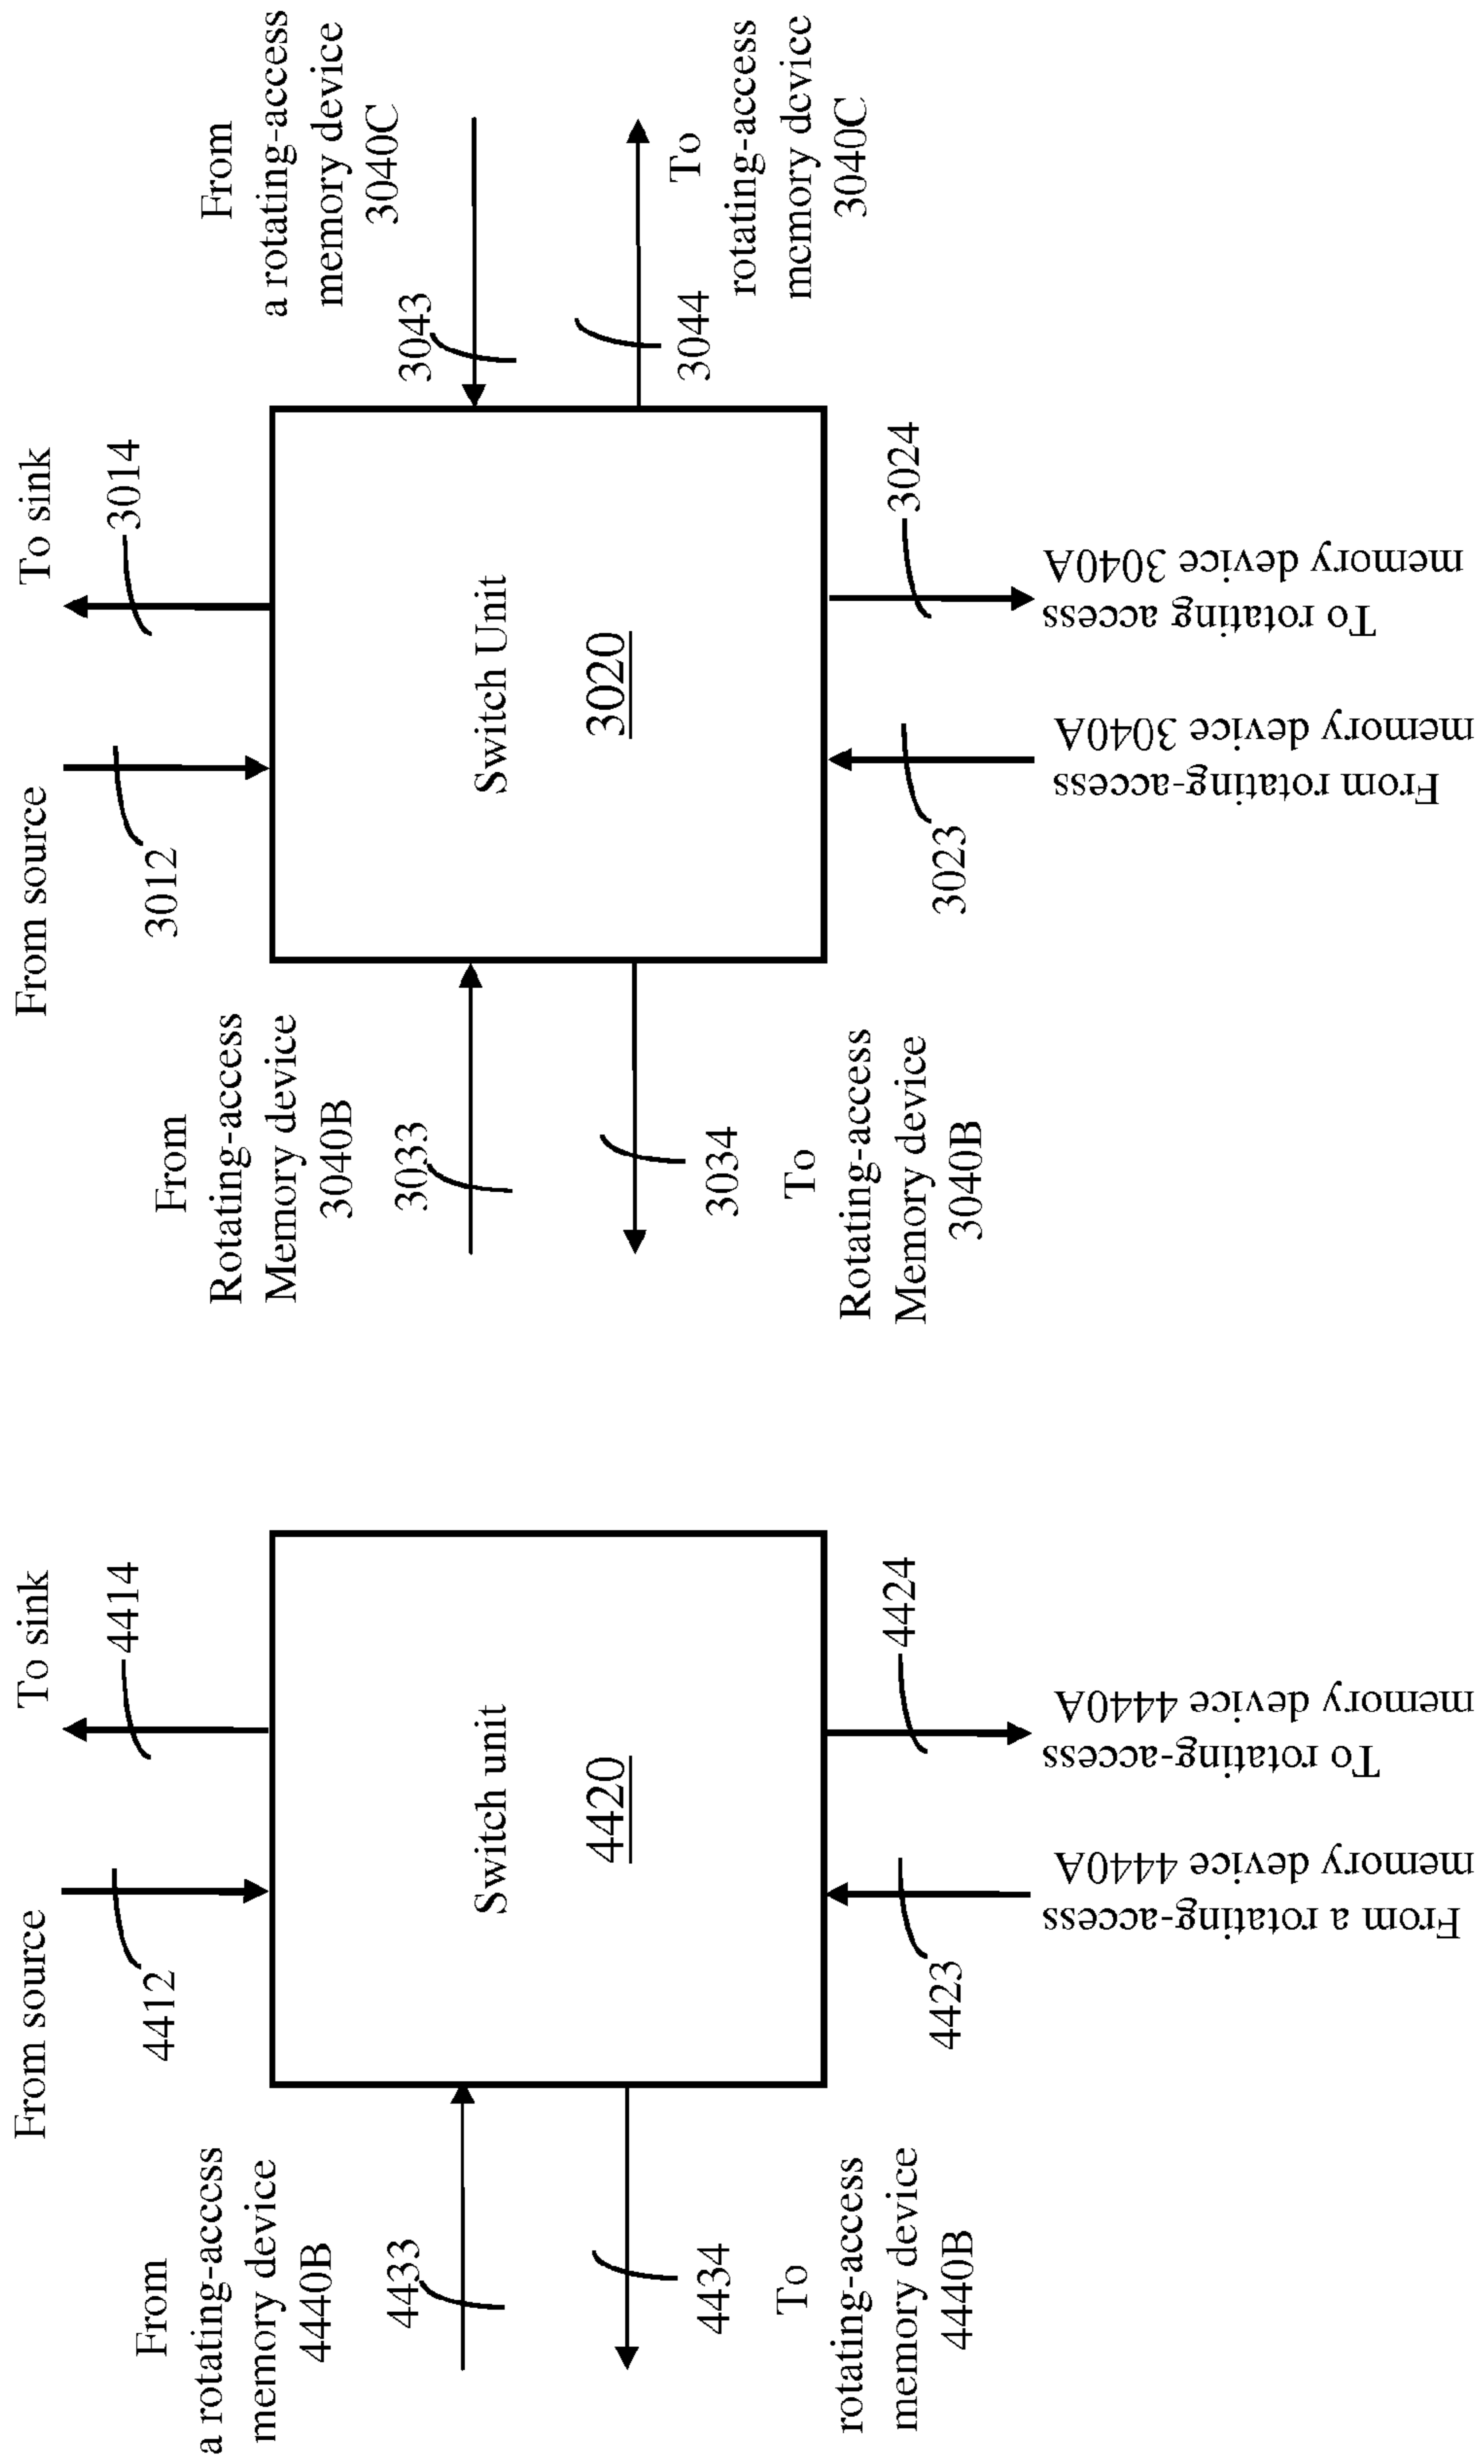 From source
To sink
4412
4414
From
a rotating-access
memory device
4440B
4433
Switch unit
4420
4434
To
rotating-access
memory device
4440B
4423
4424
From a rotating-access
memory device 4440A
To rotating-access
memory device 4440A
From source
To sink
3012
3014
From
Rotating-access
Memory device
3040B
3033
From
a rotating-access
memory device
3040C
3043
Switch Unit
3020
3034
To
Rotating-access
Memory device
3040B
3044
To
rotating-access
memory device
3040C
3023
3024
From rotating-access
memory device 3040A
To rotating access
memory device 3040A